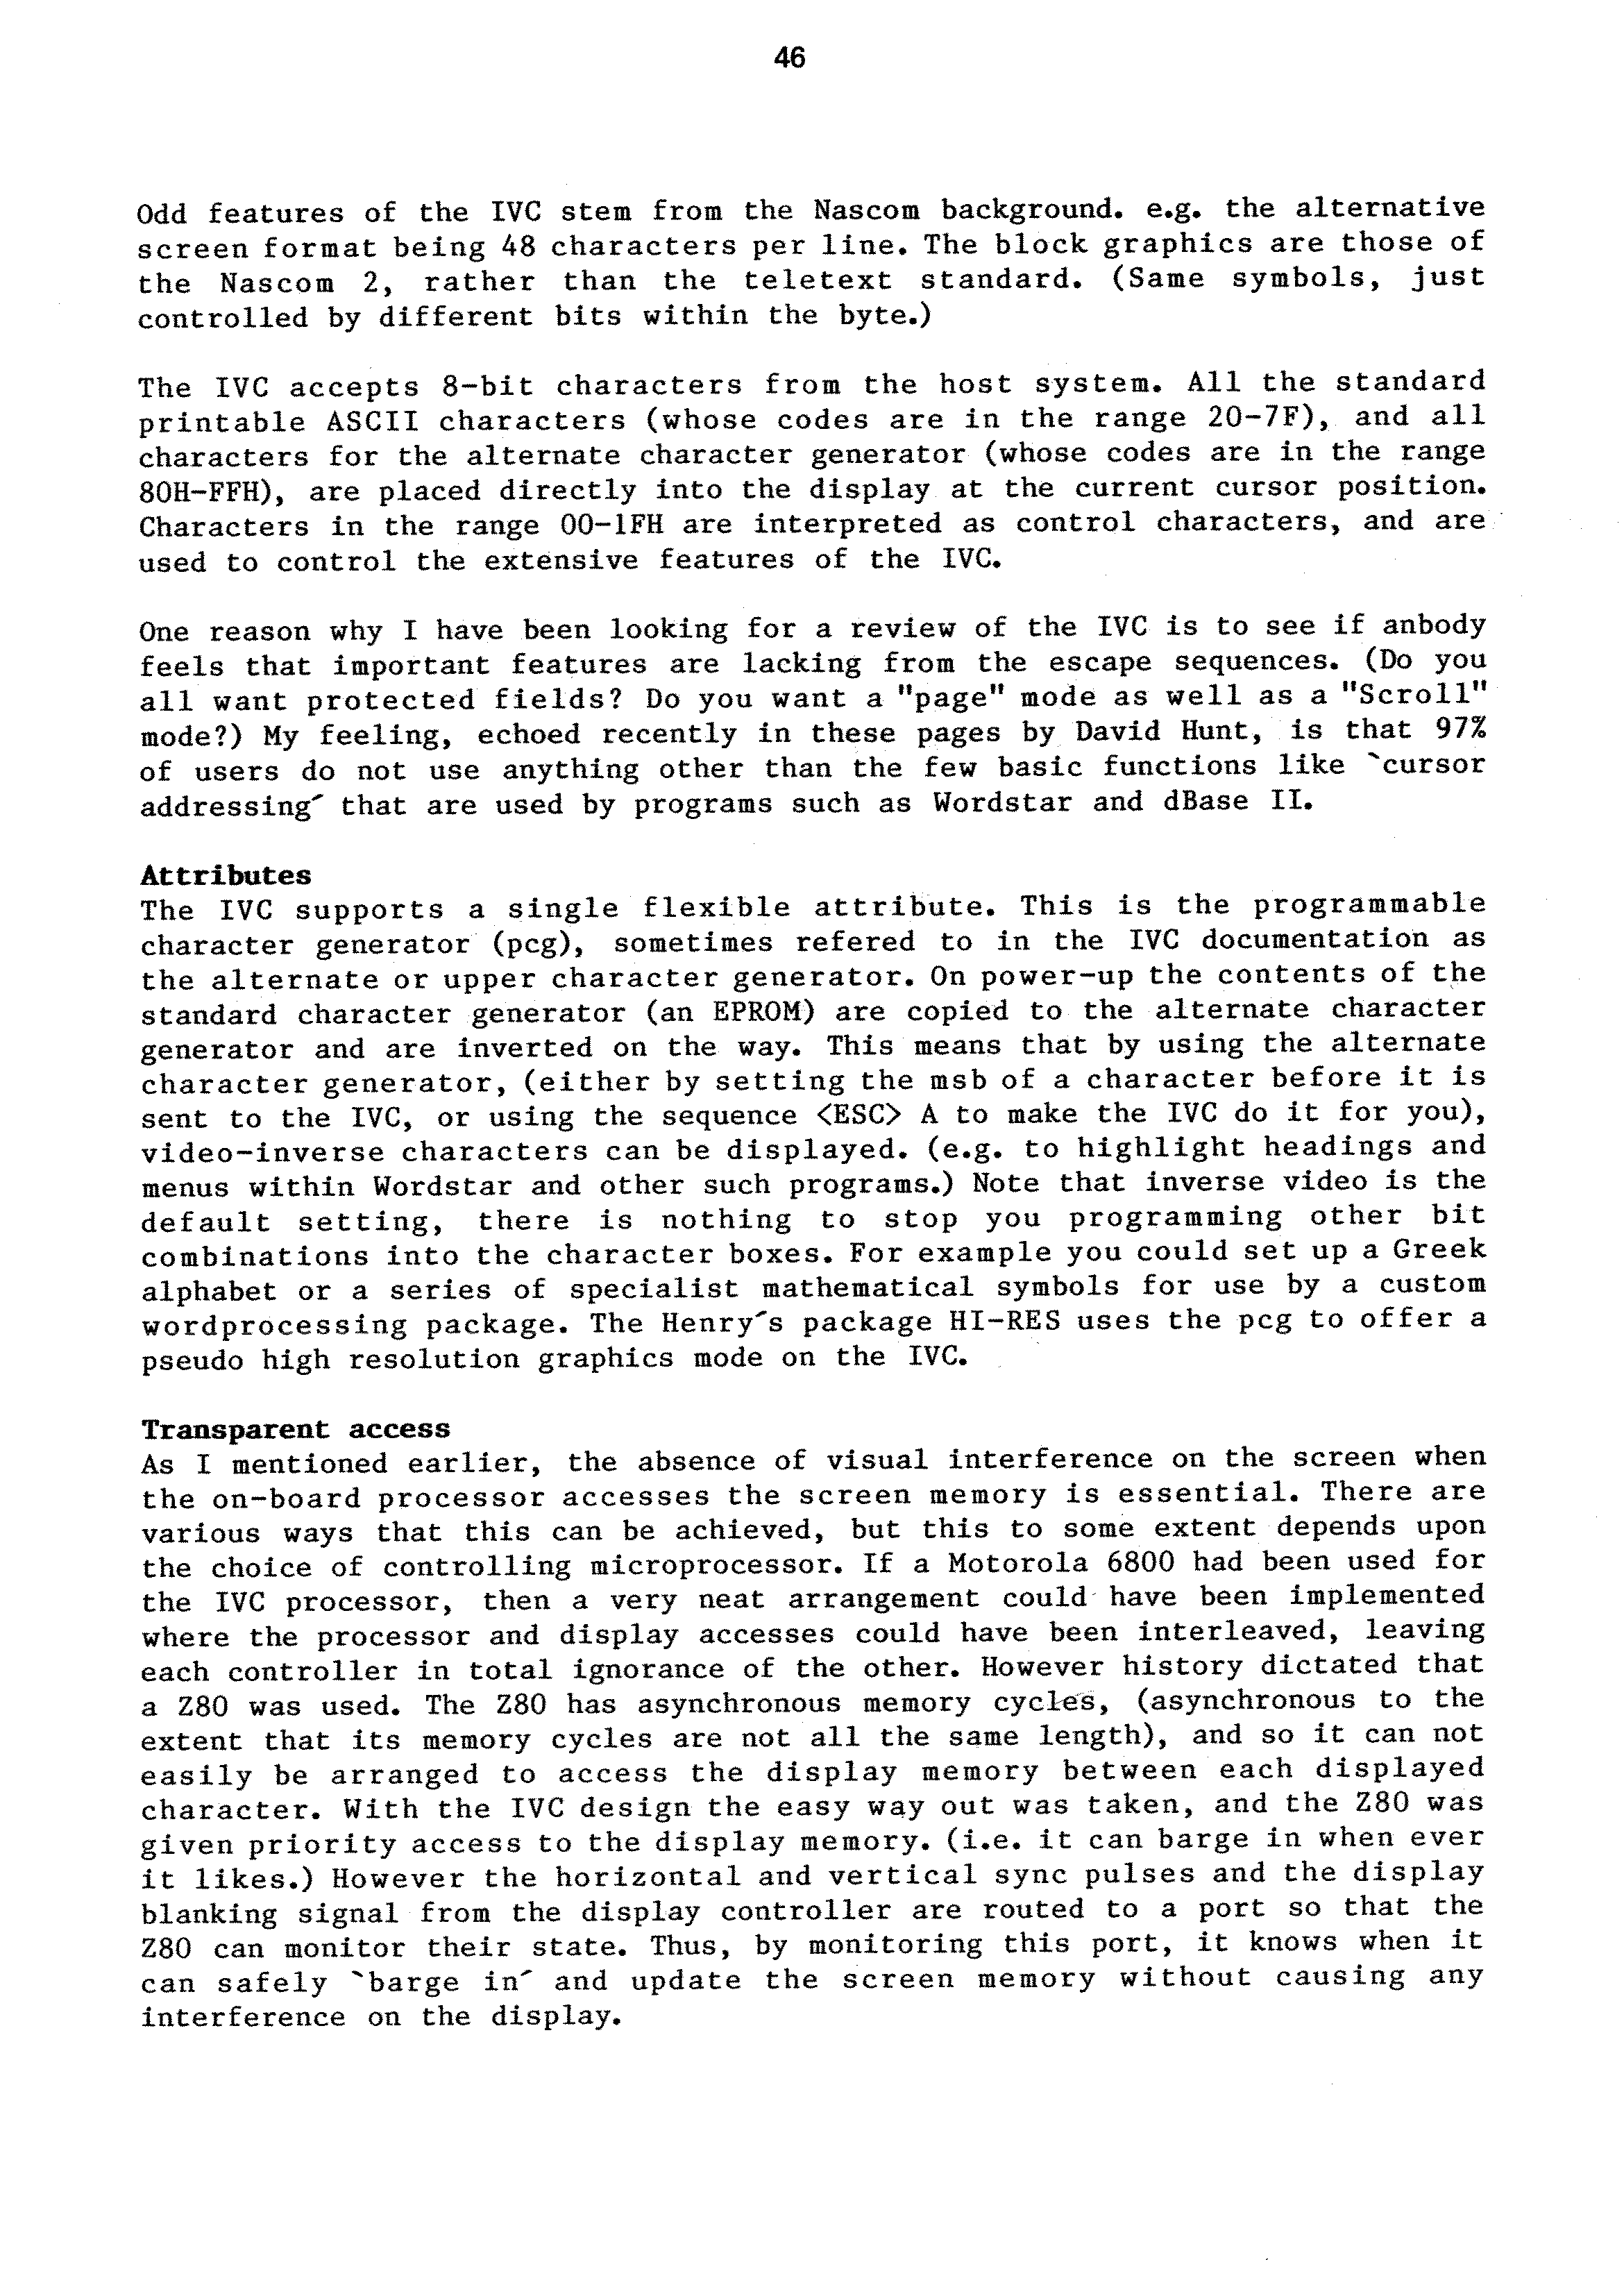 46
Odd features of the IVC stem from the Nascom background. e.g. the alternative
screen format being 48 characters per line. The block graphics are those of
the Nascom 2, rather than the teletext standard. (Same symbols, just
controlled by different bits within the byte.)
The IVC accepts 8-bit characters from the host system. All the standard
printable ASCII characters (whose codes are in the range 20-7F), and all
characters for the alternate character generator (whose codes are in the range
80H-FFH), are placed directly into the display at the current cursor position.
Characters in the range 00-1FH are interpreted as control characters, and are
used to control the extensive features of the IVC.
One reason why I have been looking for a review of the IVC is to see if anbody
feels that important features are lacking from the escape sequences. (Do you
all want protected fields? Do you want a "page" mode as well as a "Scroll"
mode?) My feeling, echoed recently in these pages by David Hunt, is that 97%
of users do not use anything other than the few basic functions like `cursor
addressing´ that are used by programs such as Wordstar and dBase II.
Attributes
The IVC supports a single flexible attribute. This is the programmable
character generator (pcg), sometimes refered to in the IVC documentation as
the alternate or upper character generator. On power-up the contents of the
standard character generator (an EPROM) are copied to the alternate character
generator and are inverted on the way. This means that by using the alternate
character generator, (either by setting the msb of a character before it is
sent to the IVC, or using the sequence <ESC> A to make the IVC do it for you),
video-inverse characters can be displayed. (e.g. to highlight headings and
menus within Wordstar and other such programs.) Note that inverse video is the
default setting, there is nothing to stop you programming other bit
combinations into the character boxes. For example you could set up a Greek
alphabet or a series of specialist mathematical symbols for use by a custom
wordprocessing package. The Henry´s package HI-RES uses the pcg to offer a
pseudo high resolution graphics mode on the IVC.
Transparent access
As I mentioned earlier, the absence of visual interference on the screen when
the on-board processor accesses the screen memory is essential. There are
various ways that this can be achieved, but this to some extent depends upon
the choice of controlling microprocessor. If a Motorola 6800 had been used for
the IVC processor, then a very neat arrangement could have been implemented
where the processor and display accesses could have been interleaved, leaving
each controller in total ignorance of the other. However history dictated that
a Z80 was used. The Z80 has asynchronous memory cycles, (asynchronous to the
extent that its memory cycles are not all the same length), and so it can not
easily be arranged to access the display memory between each displayed
character. With the IVC design the easy way out was taken, and the Z80 was
given priority access to the display memory. (i.e. it can barge in when ever
it likes.) However the horizontal and vertical sync pulses and the display
blanking signal from the display controller are routed to a port so that the
Z80 can monitor their state. Thus, by monitoring this port, it knows when it
can safely `barge in´ and update the screen memory without causing any
interference on the display.